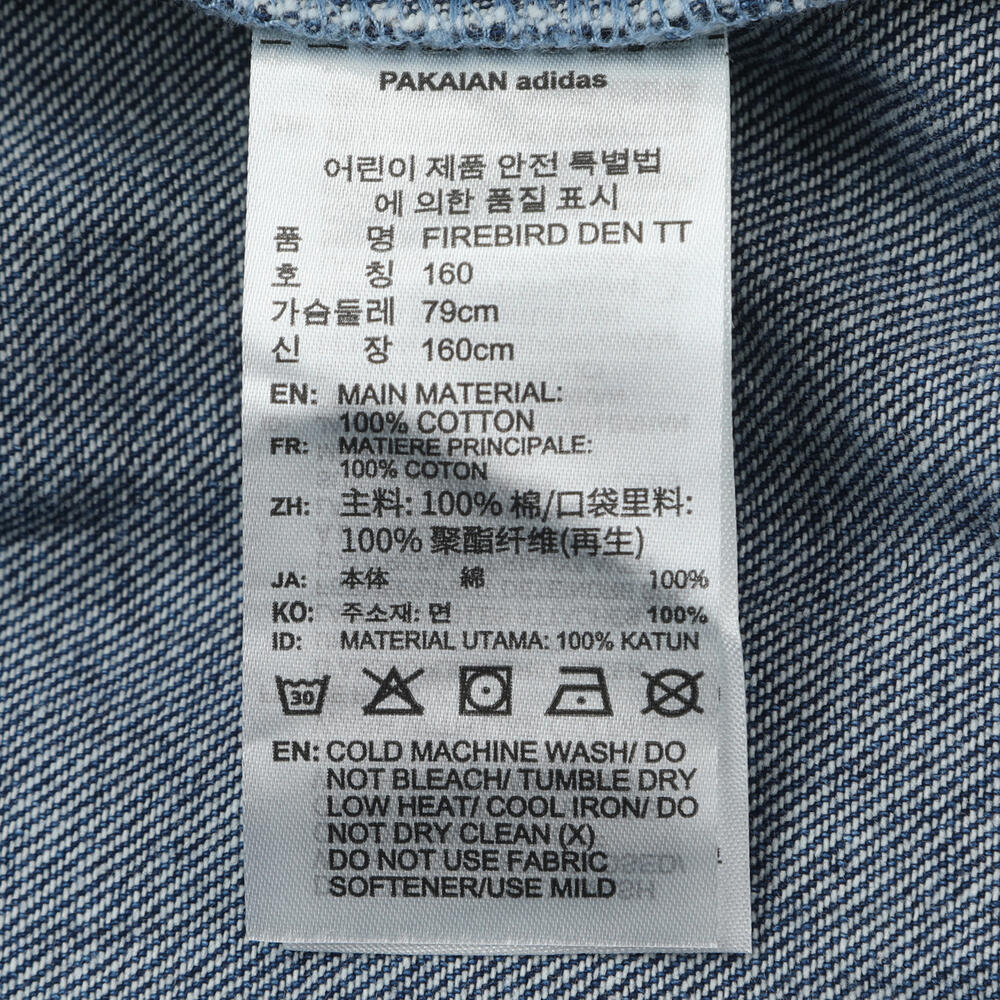 PAKAIAN adidas
어린이 제품 안전 특별법
에 의한 품질 표시
품 명 FIREBIRD DEN TT
호 칭 160
가슴둘레 79cm
신 장 160cm
EN: MAIN MATERIAL:
100% COTTON
FR: MATIERE PRINCIPALE:
100% COTON
ZH: 主料: 100% 棉/口袋里料:
100% 聚酯纤维(再生)
JA: 本体 綿 100%
KO: 주소재: 면 100%
ID: MATERIAL UTAMA: 100% KATUN
30
EN: COLD MACHINE WASH/ DO
NOT BLEACH/ TUMBLE DRY
LOW HEAT/ COOL IRON/ DO
NOT DRY CLEAN (X)
DO NOT USE FABRIC
SOFTENER/USE MILD